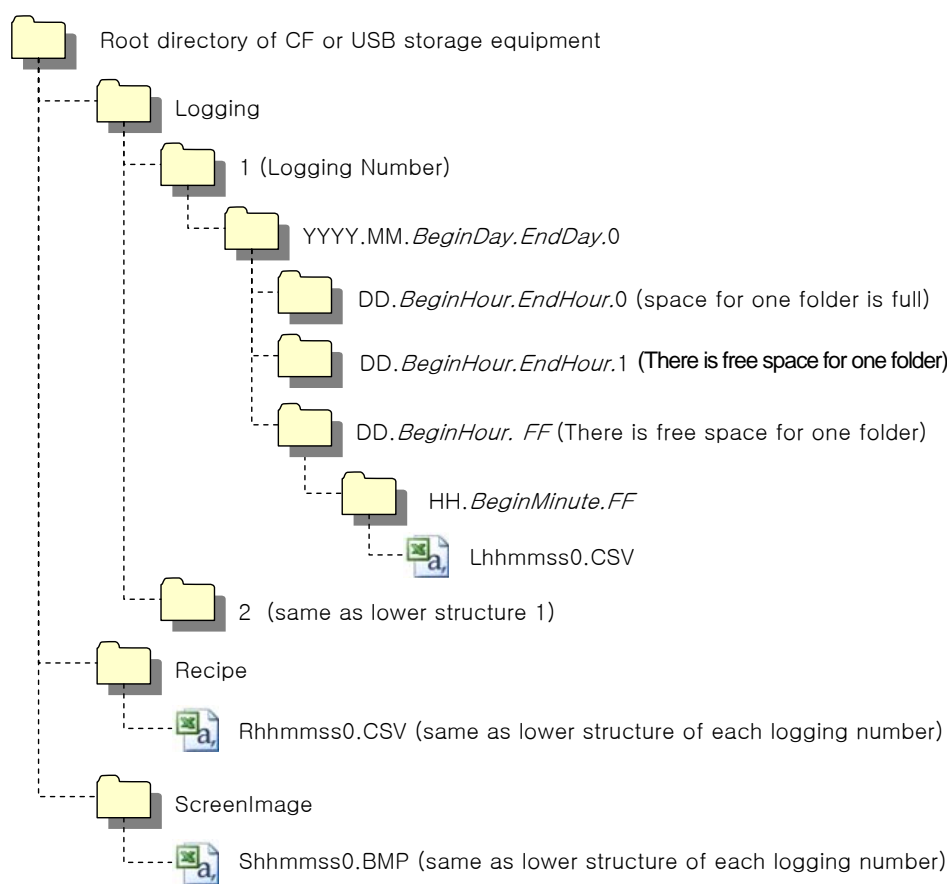 Root directory of CF or USB storage equipment
Logging
1 (Logging Number)
YYYY.MM.BeginDay.EndDay.0
DD.BeginHour.EndHour.0 (space for one folder is full)
DD.BeginHour.EndHour.1 (There is free space for one folder)
DD.BeginHour. FF (There is free space for one folder)
HH.BeginMinute.FF
Lhhmmss0.CSV
2 (same as lower structure 1)
Recipe
Rhhmmss0.CSV (same as lower structure of each logging number)
ScreenImage
Shhmmss0.BMP (same as lower structure of each logging number)